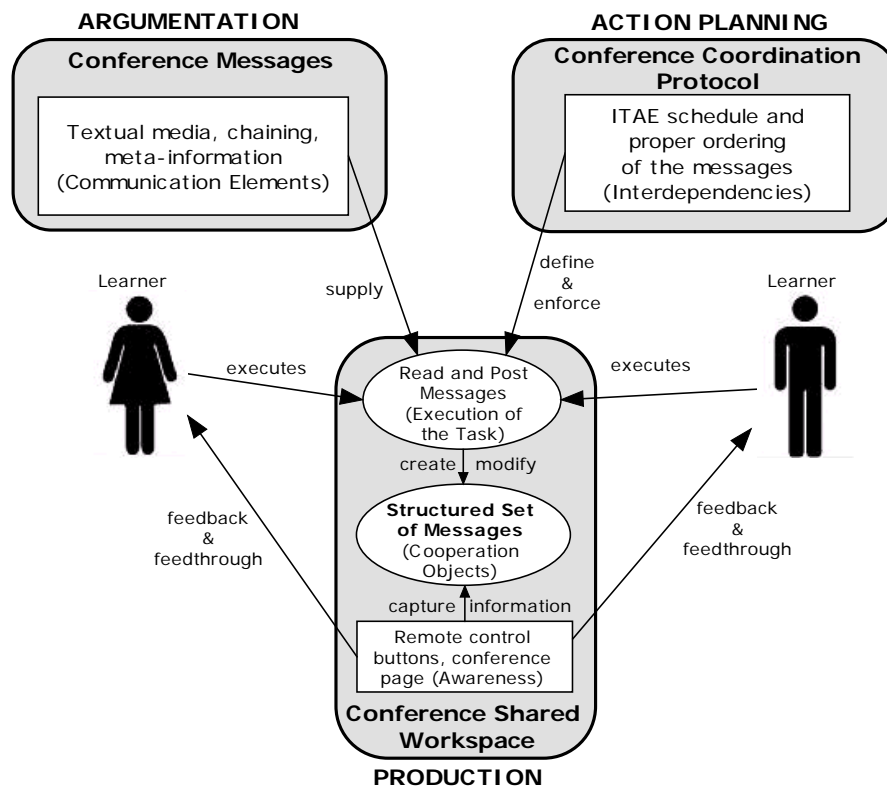 ARGUMENTATION
Conference Messages
Textual media, chaining,
meta-information
(Communication Elements)
ACTION PLANNING
Conference Coordination
Protocol
ITAE schedule and
proper ordering
of the messages
(Interdependencies)
Learner
supply
define
&
enforce
Learner
executes
Read and Post
Messages
(Execution of
the Task)
executes
create modify
Structured Set
of Messages
(Cooperation
Objects)
feedback
&
feedthrough
feedback
&
feedthrough
capture information
Remote control
buttons, conference
page (Awareness)
Conference Shared
Workspace
PRODUCTION